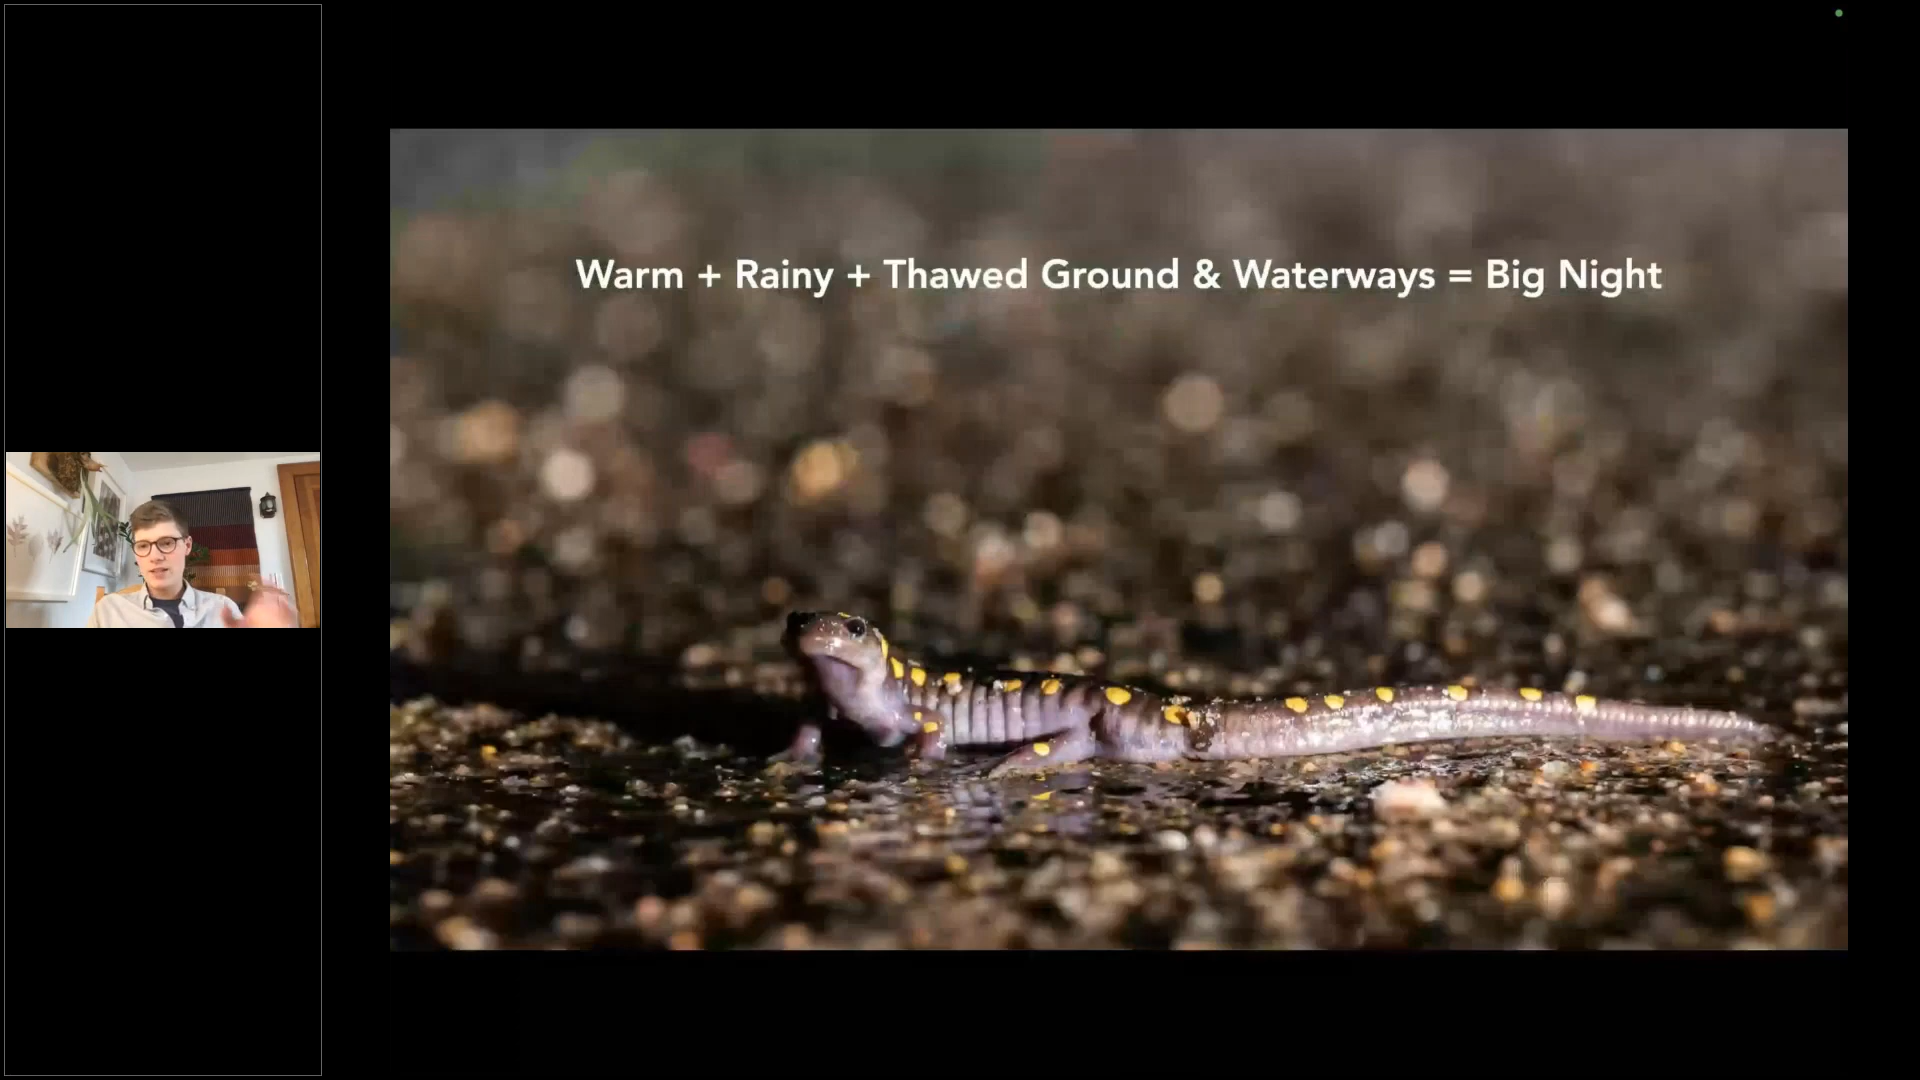 Warm + Rainy + Thawed Ground & Waterways = Big Night